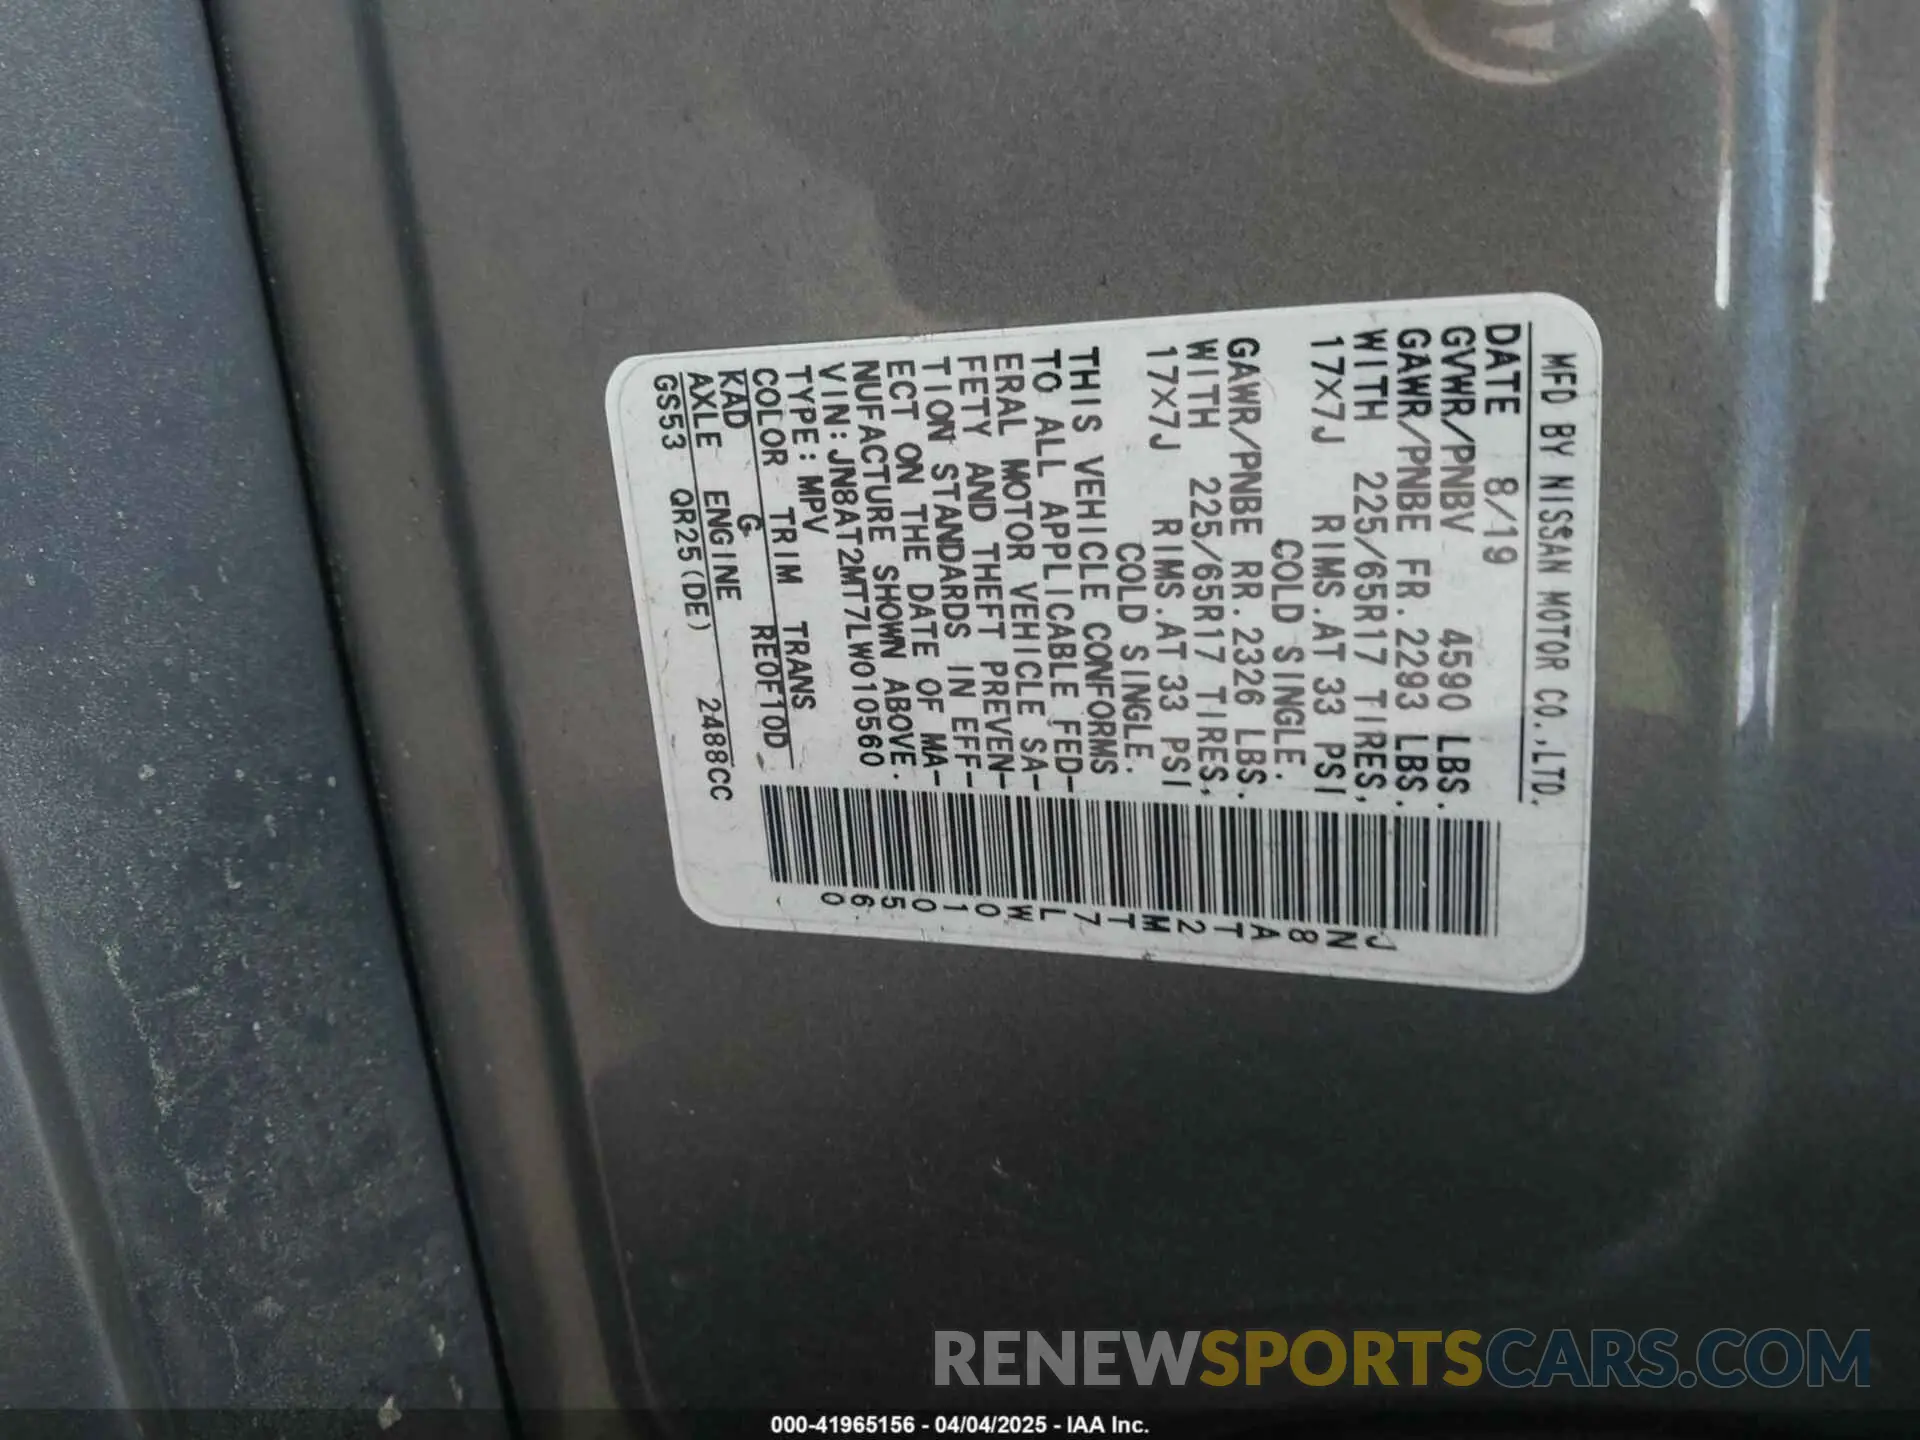 MFD BY NISSAN MOTOR CO.,LTD.
DATE 8/19
GVWR/PNBV 4590 LBS.
GAWR/PNBE FR. 2293 LBS.
WITH 225/65R17 TIRES,
17X7J RIMS.AT 33 PSI
COLD SINGLE.
GAWR/PNBE RR. 2326 LBS.
WITH 225/65R17 TIRES,
17X7J RIMS.AT 33 PSI
COLD SINGLE.
THIS VEHICLE CONFORMS
TO ALL APPLICABLE FED-
ERAL MOTOR VEHICLE SA-
FETY AND THEFT PREVEN-
TION STANDARDS IN EFF-
ECT ON THE DATE OF MA-
NUFACTURE SHOWN ABOVE.
VIN:JN8AT2MT7LW010560
TYPE:MPV
COLOR TRIM TRANS
KAD G RE0F10D
AXLE ENGINE
GS53 QR25(DE) 2488CC
JN8AT2MT7LW010560
RENEWSPORTSCARS.COM
000-41965156 - 04/04/2025 - IAA Inc.